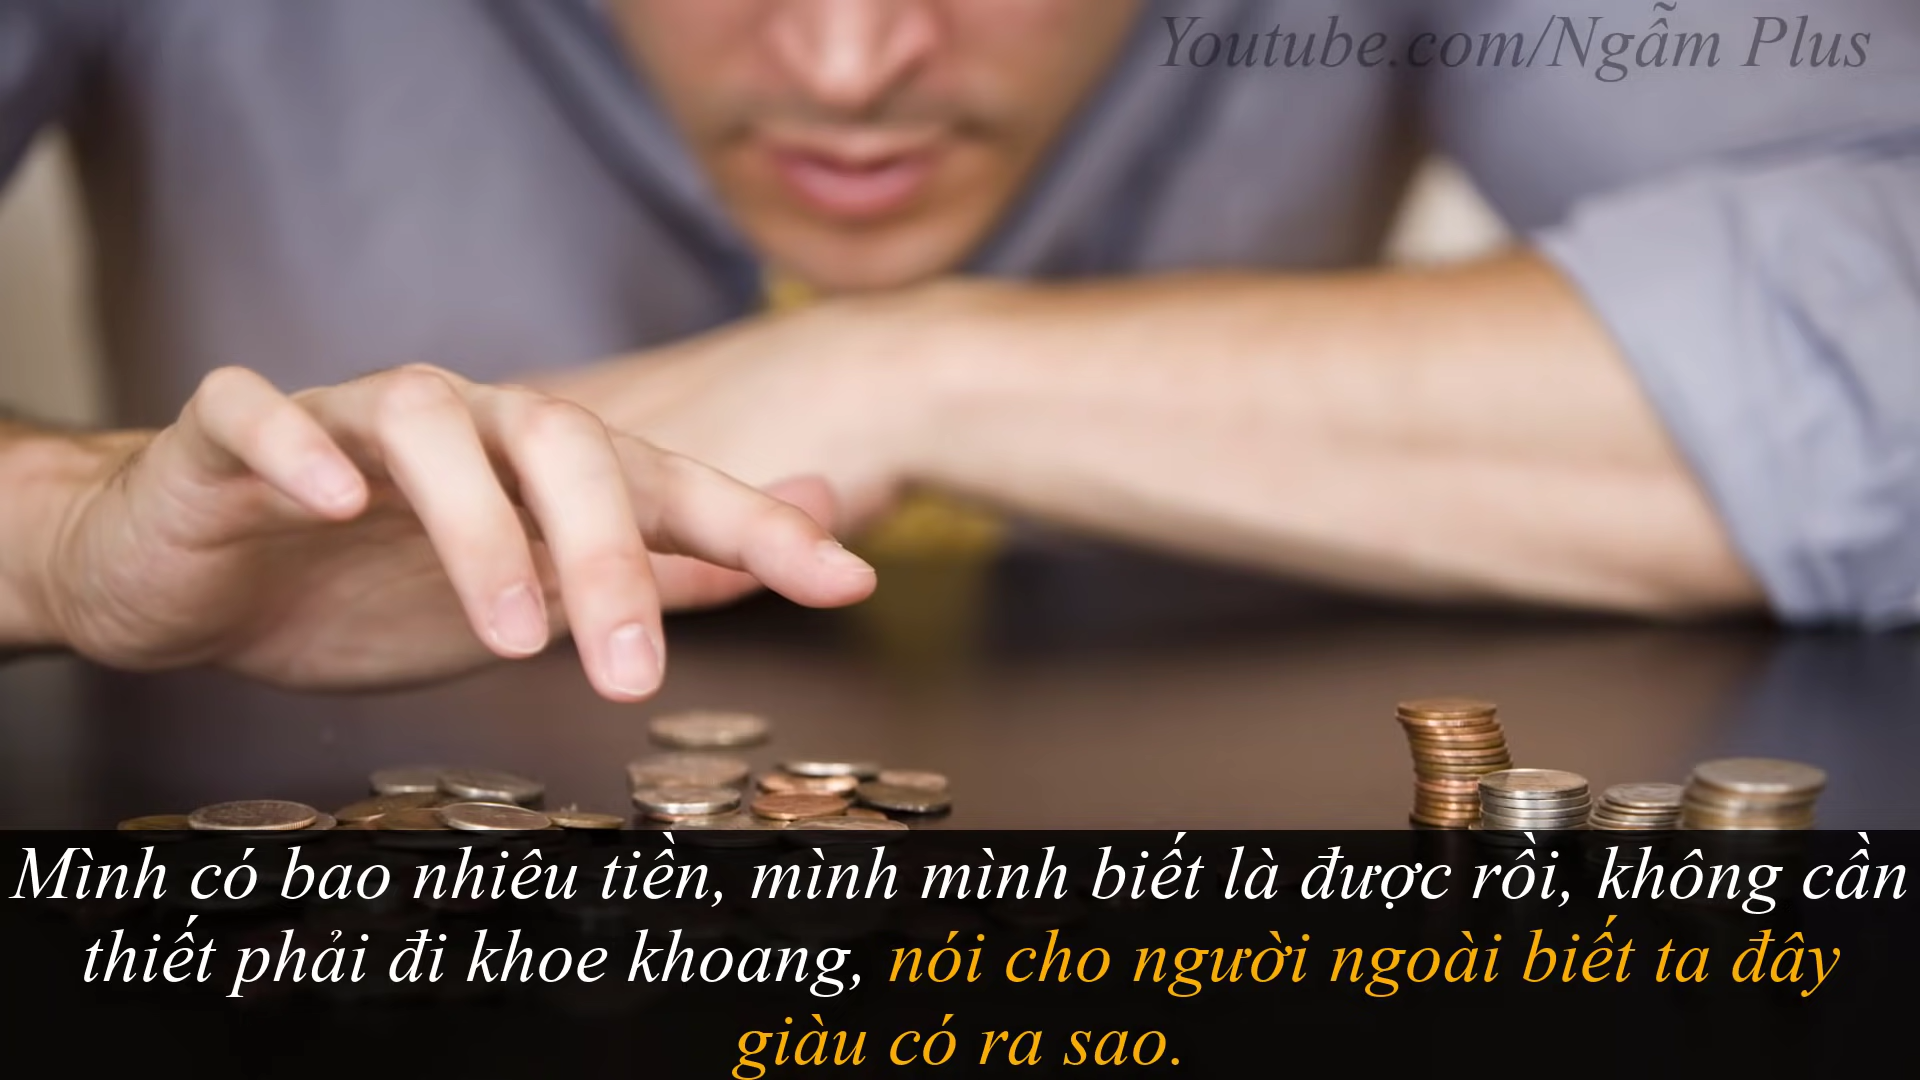 Youtube.com/Ngẫm Plus
Mình có bao nhiêu tiền, mình mình biết là được rồi, không cần
thiết phải đi khoe khoang, nói cho người ngoài biết ta đây
giàu có ra sao.